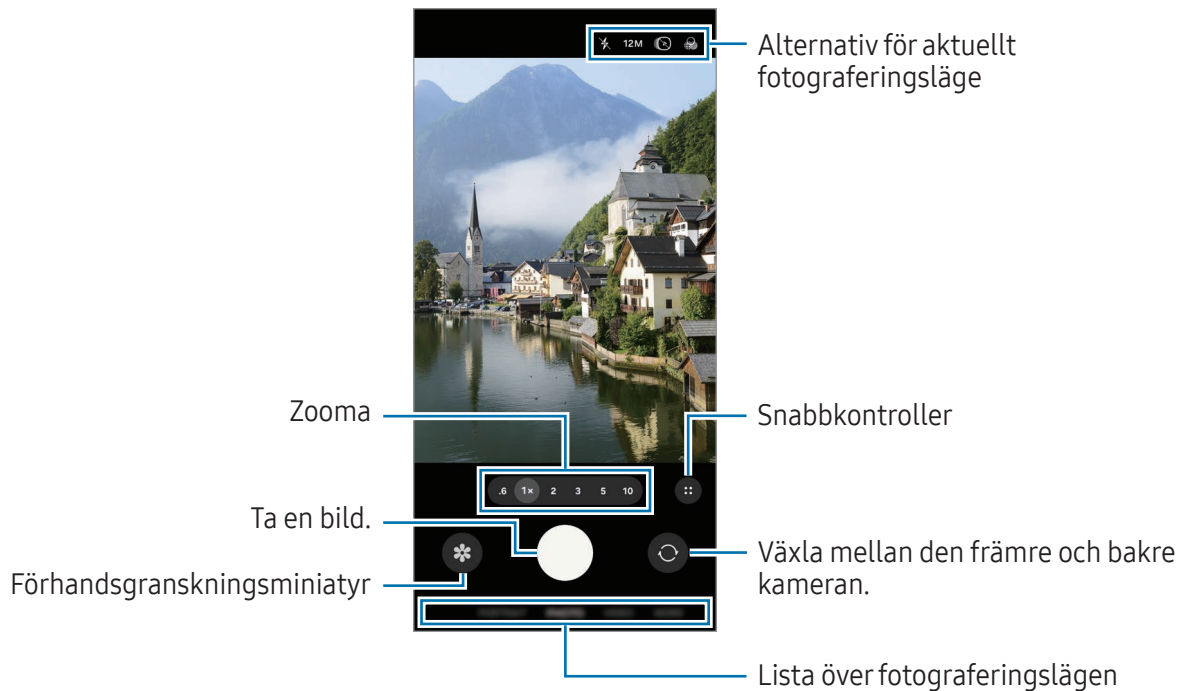 12M
Alternativ för aktuellt
fotograferingsläge
Zooma
Snabbkontroller
.6 1× 2 3 5 10
Ta en bild.
Växla mellan den främre och bakre
kameran.
Förhandsgranskningsminiatyr
Lista över fotograferingslägen